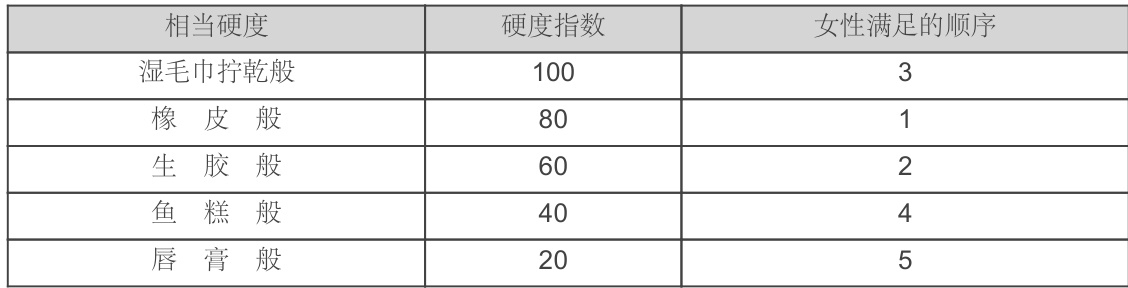 相当硬度 硬度指数 女性满足的顺序
湿毛巾拧乾般 100 3
橡 皮 般 80 1
生 胶 般 60 2
鱼 糕 般 40 4
唇 膏 般 20 5